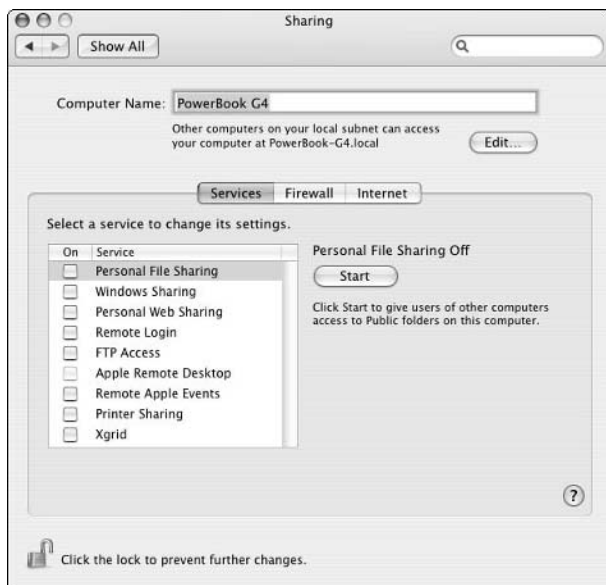 Sharing
Show All
Computer Name: PowerBook G4
Other computers on your local subnet can access
your computer at PowerBook-G4.local
Edit...
Services Firewall Internet
Select a service to change its settings.
On Service
Personal File Sharing
Windows Sharing
Personal Web Sharing
Remote Login
FTP Access
Apple Remote Desktop
Remote Apple Events
Printer Sharing
Xgrid
Personal File Sharing Off
Start
Click Start to give users of other computers
access to Public folders on this computer.
?
Click the lock to prevent further changes.